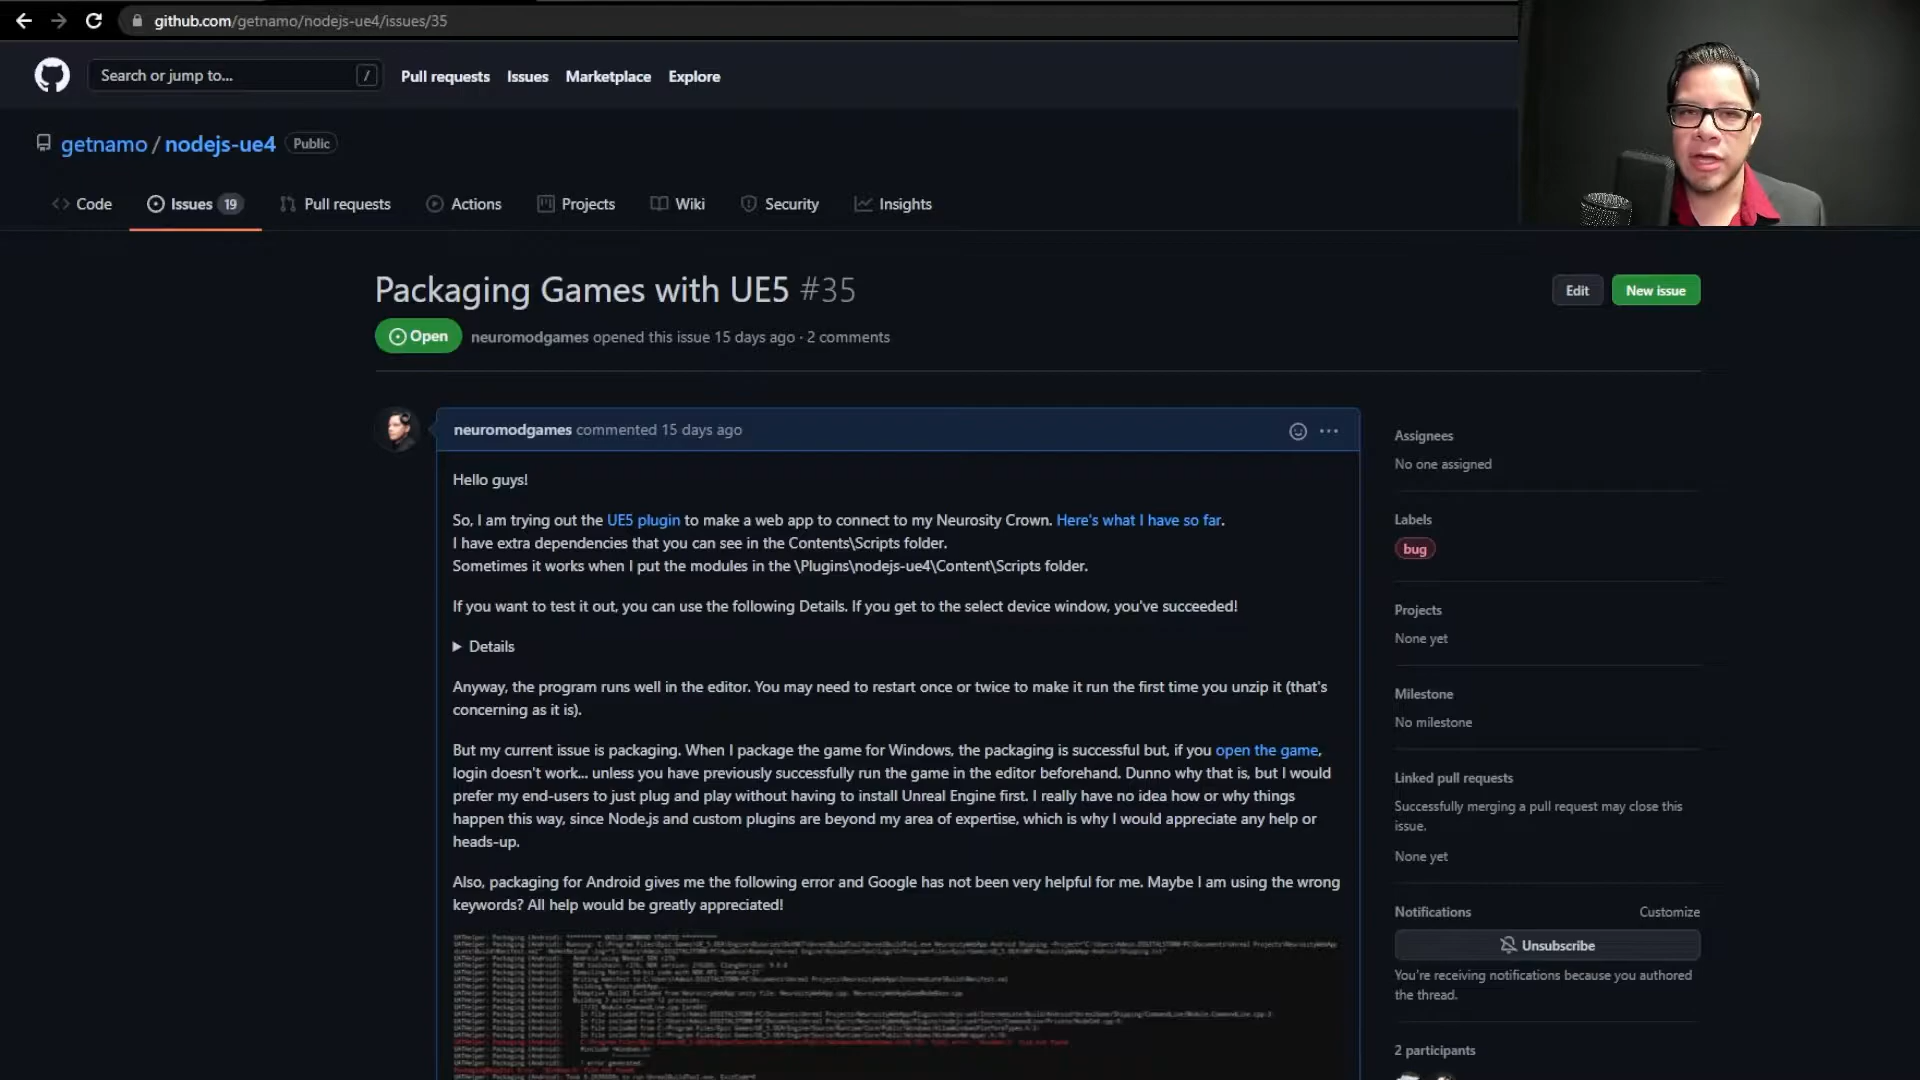 github.com/getnamo/nodejs-ue4/issues/35
Search or jump to... /
Pull requests Issues Marketplace Explore
getnamo / nodejs-ue4 Public
Code Issues 19 Pull requests Actions Projects Wiki Security Insights
Packaging Games with UE5 #35
Edit New issue
Open neuromodgames opened this issue 15 days ago · 2 comments
neuromodgames commented 15 days ago
Hello guys!
So, I am trying out the UE5 plugin to make a web app to connect to my Neurosity Crown. Here's what I have so far.
I have extra dependencies that you can see in the Contents\Scripts folder.
Sometimes it works when I put the modules in the \Plugins\nodejs-ue4\Content\Scripts folder.
If you want to test it out, you can use the following Details. If you get to the select device window, you've succeeded!
Details
Anyway, the program runs well in the editor. You may need to restart once or twice to make it run the first time you unzip it (that's
concerning as it is).
But my current issue is packaging. When I package the game for Windows, the packaging is successful but, if you open the game,
login doesn't work... unless you have previously successfully run the game in the editor beforehand. Dunno why that is, but I would
prefer my end-users to just plug and play without having to install Unreal Engine first. I really have no idea how or why things
happen this way, since Node.js and custom plugins are beyond my area of expertise, which is why I would appreciate any help or
heads-up.
Also, packaging for Android gives me the following error and Google has not been very helpful for me. Maybe I am using the wrong
keywords? All help would be greatly appreciated!
Assignees
No one assigned
Labels
bug
Projects
None yet
Milestone
No milestone
Linked pull requests
Successfully merging a pull request may close this
issue.
None yet
Notifications Customize
Unsubscribe
You're receiving notifications because you authored
the thread.
2 participants